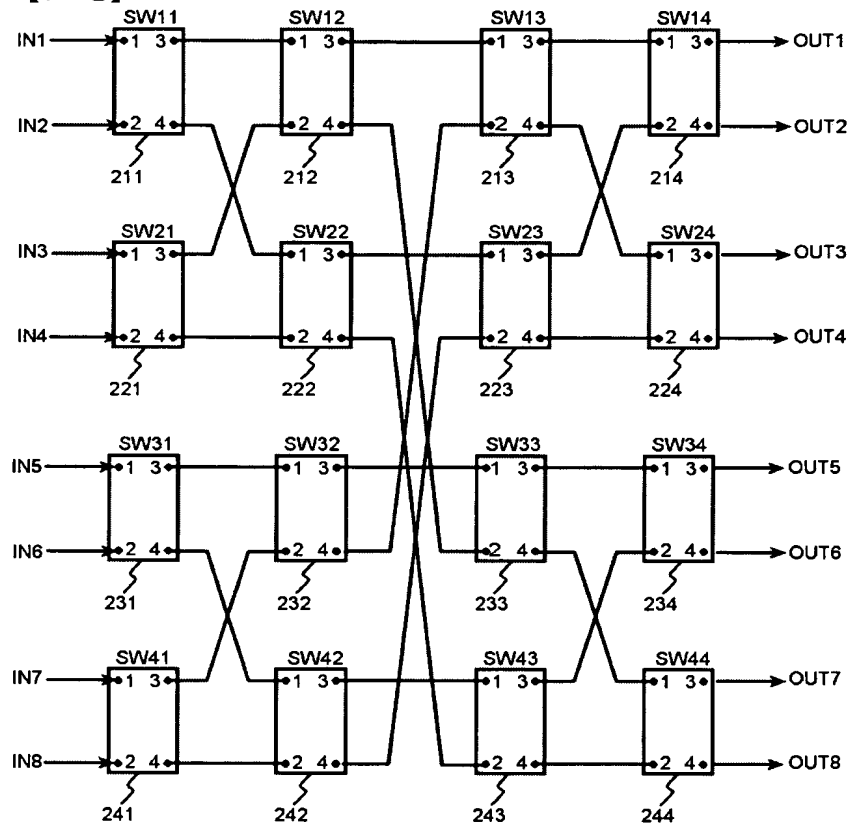 SW11 SW12 SW13 SW14
IN1 1 3 1 3 1 3 1 3 OUT1
IN2 2 4 2 4 2 4 2 4 OUT2
211 212 213 214
SW21 SW22 SW23 SW24
IN3 1 3 1 3 1 3 1 3 OUT3
IN4 2 4 2 4 2 4 2 4 OUT4
221 222 223 224
SW31 SW32 SW33 SW34
IN5 1 3 1 3 1 3 1 3 OUT5
IN6 2 4 2 4 2 4 2 4 OUT6
231 232 233 234
SW41 SW42 SW43 SW44
IN7 1 3 1 3 1 3 1 3 OUT7
IN8 2 4 2 4 2 4 2 4 OUT8
241 242 243 244